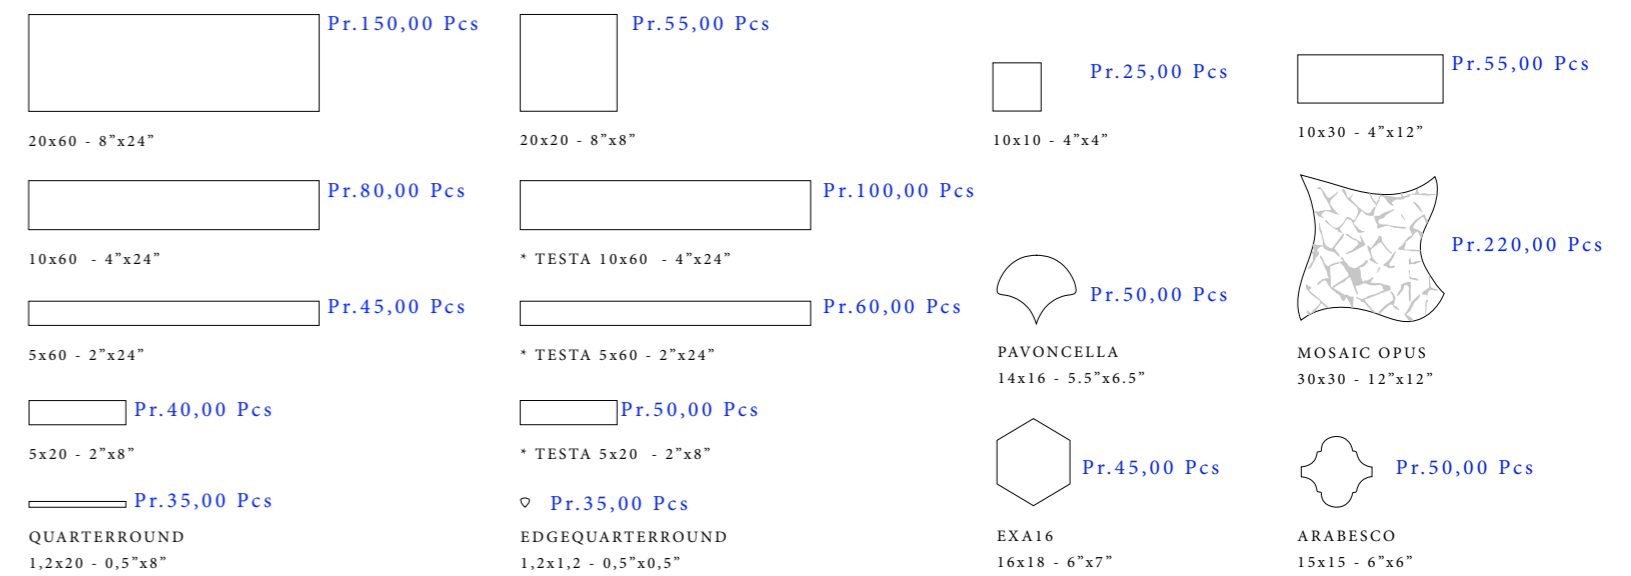 Pr.150,00 Pcs
20x60 - 8”x24”
Pr.55,00 Pcs
20x20 - 8”x8”
Pr.25,00 Pcs
10x10 - 4”x4”
Pr.55,00 Pcs
10x30 - 4”x12”
Pr.80,00 Pcs
10x60 - 4”x24”
Pr.100,00 Pcs
* TESTA 10x60 - 4”x24”
Pr.45,00 Pcs
5x60 - 2”x24”
Pr.60,00 Pcs
* TESTA 5x60 - 2”x24”
Pr.50,00 Pcs
PAVONCELLA
14x16 - 5.5”x6.5”
Pr.220,00 Pcs
MOSAIC OPUS
30x30 - 12”x12”
Pr.40,00 Pcs
5x20 - 2”x8”
Pr.50,00 Pcs
* TESTA 5x20 - 2”x8”
Pr.35,00 Pcs
QUARTERROUND
1,2x20 - 0,5”x8”
Pr.35,00 Pcs
EDGEQUARTERROUND
1,2x1,2 - 0,5”x0,5”
Pr.45,00 Pcs
EXA16
16x18 - 6”x7”
Pr.50,00 Pcs
ARABESCO
15x15 - 6”x6”